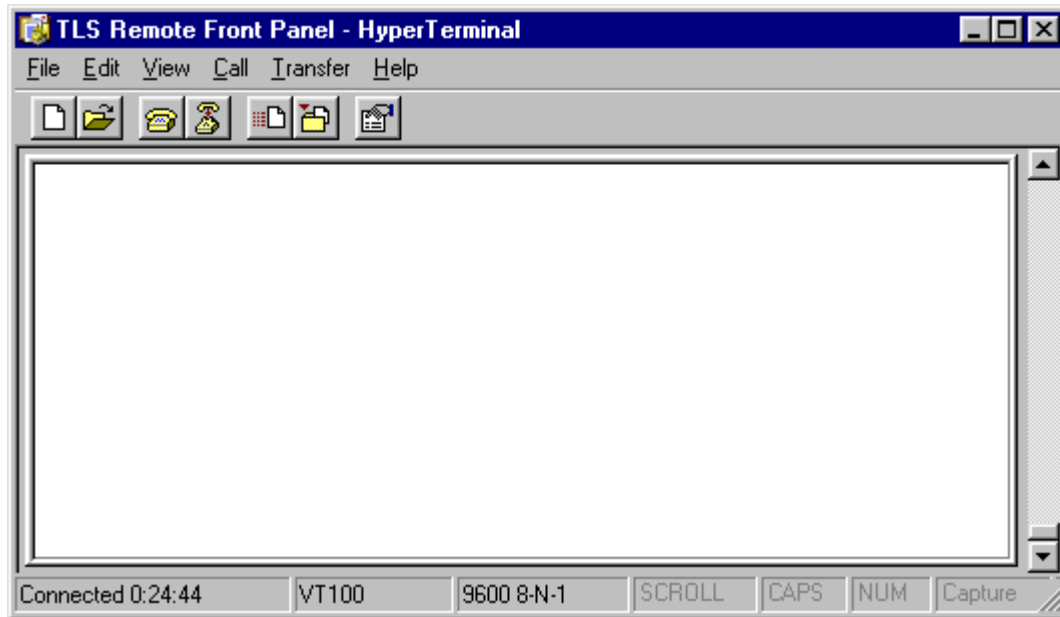 TLS Remote Front Panel - HyperTerminal
File Edit View Call Transfer Help
Connected 0:24:44 VT100 9600 8-N-1 SCROLL CAPS NUM Capture